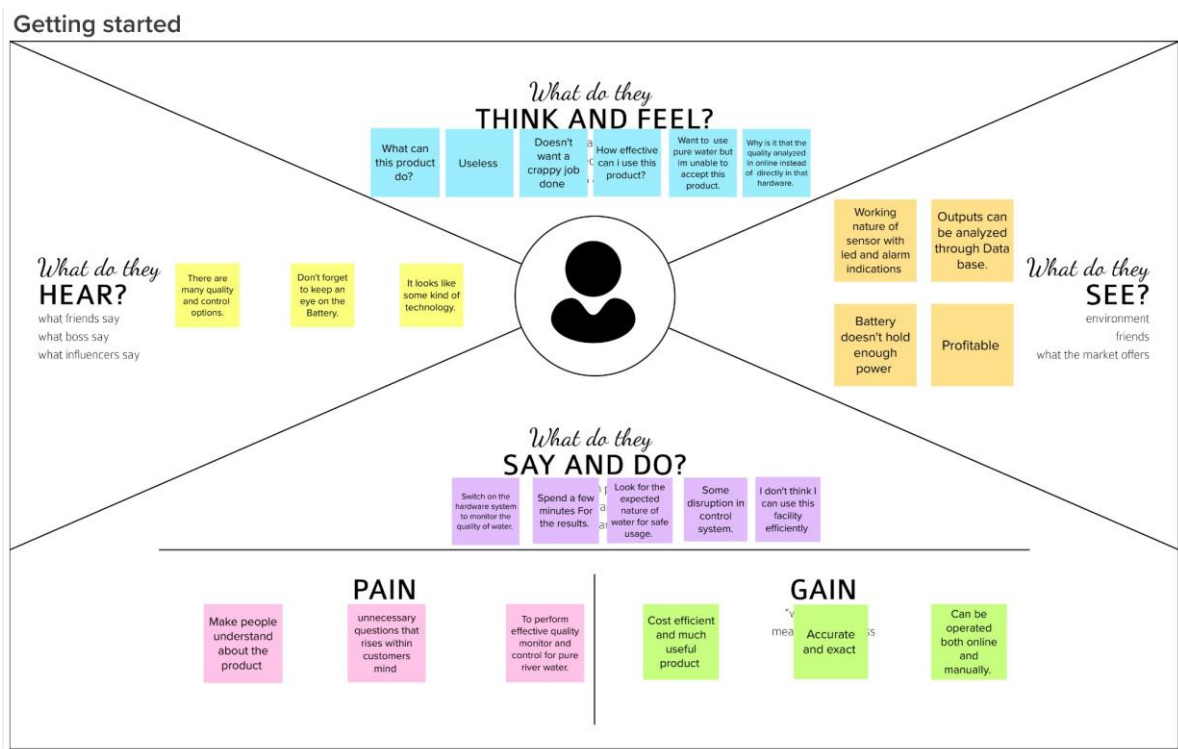 Getting started
What do they
THINK AND FEEL?
What can
this product
do?
Useless
Doesn't
want a
crappy job
done
How effective
can i use this
product?
Want to use
pure water but
im unable to
accept this
product.
Why is it that the
quality analyzed
in online instead
of directly in that
hardware.
What do they
HEAR?
what friends say
what boss say
what influencers say
There are
many quality
and control
options.
Don't forget
to keep an
eye on the
Battery.
It looks like
some kind of
technology.
Working
nature of
sensor with
led and alarm
indications
Outputs can
be analyzed
through Data
base.
Battery
doesn't hold
enough
power
Profitable
What do they
SEE?
environment
friends
what the market offers
What do they
SAY AND DO?
Switch on the
hardware system
to monitor the
quality of water.
Spend a few
minutes For
the results.
Look for the
expected
nature of
water for safe
usage.
Some
disruption in
control
system.
I don't think I
can use this
facility
efficiently
PAIN
Make people
understand
about the
product
unnecessary
questions that
rises within
customers
mind
To perform
effective quality
monitor and
control for pure
river water.
GAIN
Cost efficient
and much
useful
product
Accurate
and exact
Can be
operated
both online
and
manually.